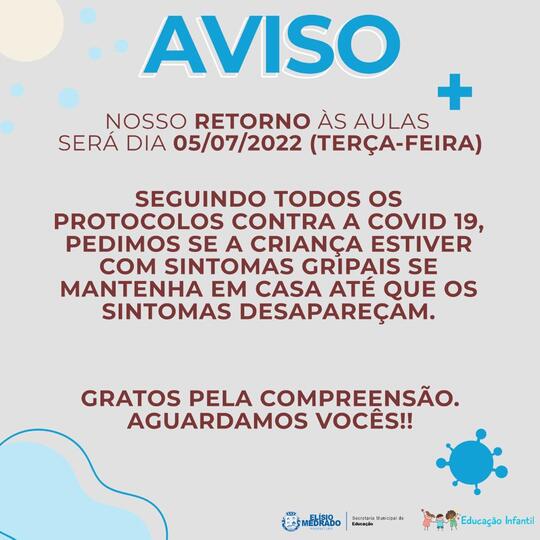 AVISO
NOSSO RETORNO ÀS AULAS
SERÁ DIA 05/07/2022 (TERÇA-FEIRA)
SEGUINDO TODOS OS
PROTOCOLOS CONTRA A COVID 19,
PEDIMOS SE A CRIANÇA ESTIVER
COM SINTOMAS GRIPAIS SE
MANTENHA EM CASA ATÉ QUE OS
SINTOMAS DESAPAREÇAM.
GRATOS PELA COMPREENSÃO.
AGUARDAMOS VOCÊS!!
ELÍSIO
MEDRADO
Secretaria Municipal de
Educação
Educação Infantil